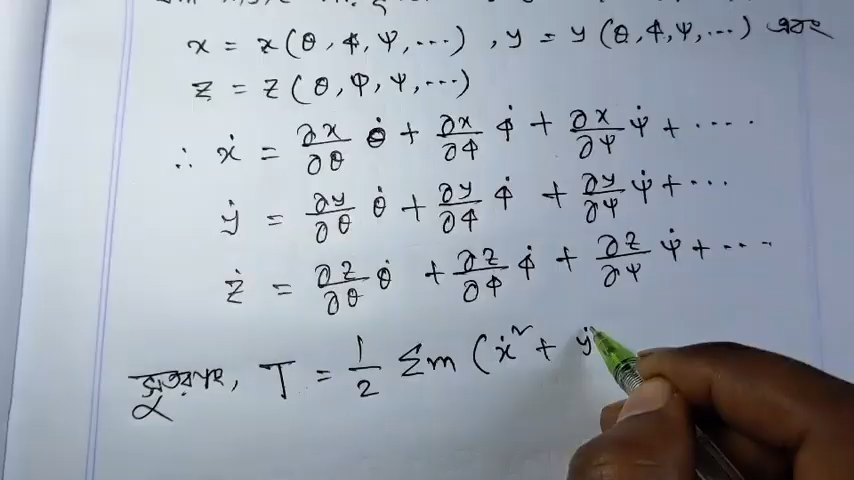 x = x(θ, ϕ, ψ, ...), y = y(θ, ϕ, ψ, ...) এবং
z = z(θ, ϕ, ψ, ...)
∴ ẋ = ∂x/∂θ θ̇ + ∂x/∂ϕ ϕ̇ + ∂x/∂ψ ψ̇ + ....
ẏ = ∂y/∂θ θ̇ + ∂y/∂ϕ ϕ̇ + ∂y/∂ψ ψ̇ + ...
ż = ∂z/∂θ θ̇ + ∂z/∂ϕ ϕ̇ + ∂z/∂ψ ψ̇ + ....
সুতরাং, T = 1/2 Σm (ẋ² + ẏ